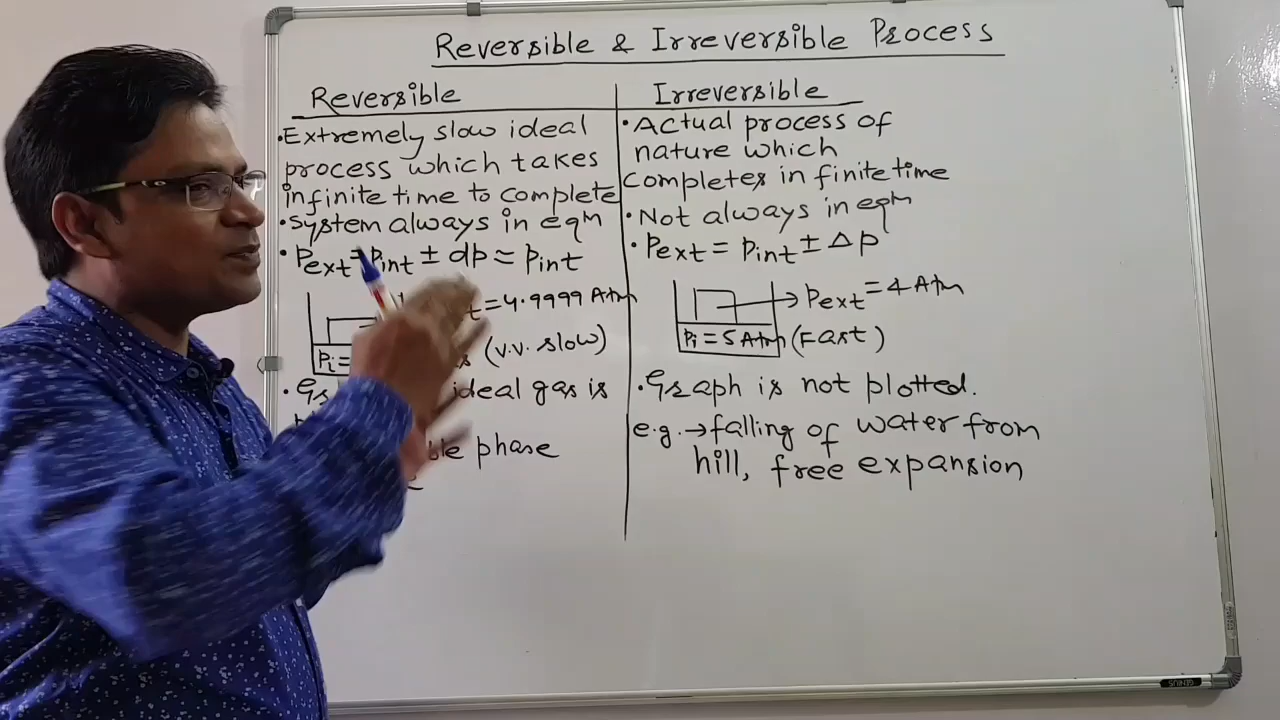 Reversible & Irreversible Process
Reversible
• Extremely slow ideal
process which takes
infinite time to complete
• System always in eqm
• Pext = Pint ± dp ≈ Pint
= 4.9999 Atm
Pi =
(v.v. slow)
ideal gas is
phase
Irreversible
• Actual process of
nature which
completes in finite time
• Not always in eqm
• Pext = Pint ± Δp
→ Pext = 4 Atm
Pi = 5 Atm (Fast)
• Graph is not plotted.
e.g. → falling of water from
hill, free expansion
GENIUS